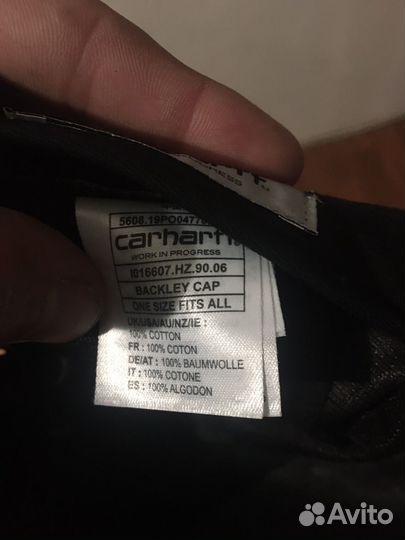 5608.19PO0477
carhartt
WORK IN PROGRESS
I016607.HZ.90.06
BACKLEY CAP
ONE SIZE FITS ALL
UK/USA/AU/NZ/IE :
100% COTTON
FR : 100% COTON
DE/AT : 100% BAUMWOLLE
IT : 100% COTONE
ES : 100% ALGODON
Avito